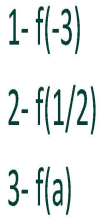 1- f(-3)
2- f(1/2)
3- f(a)